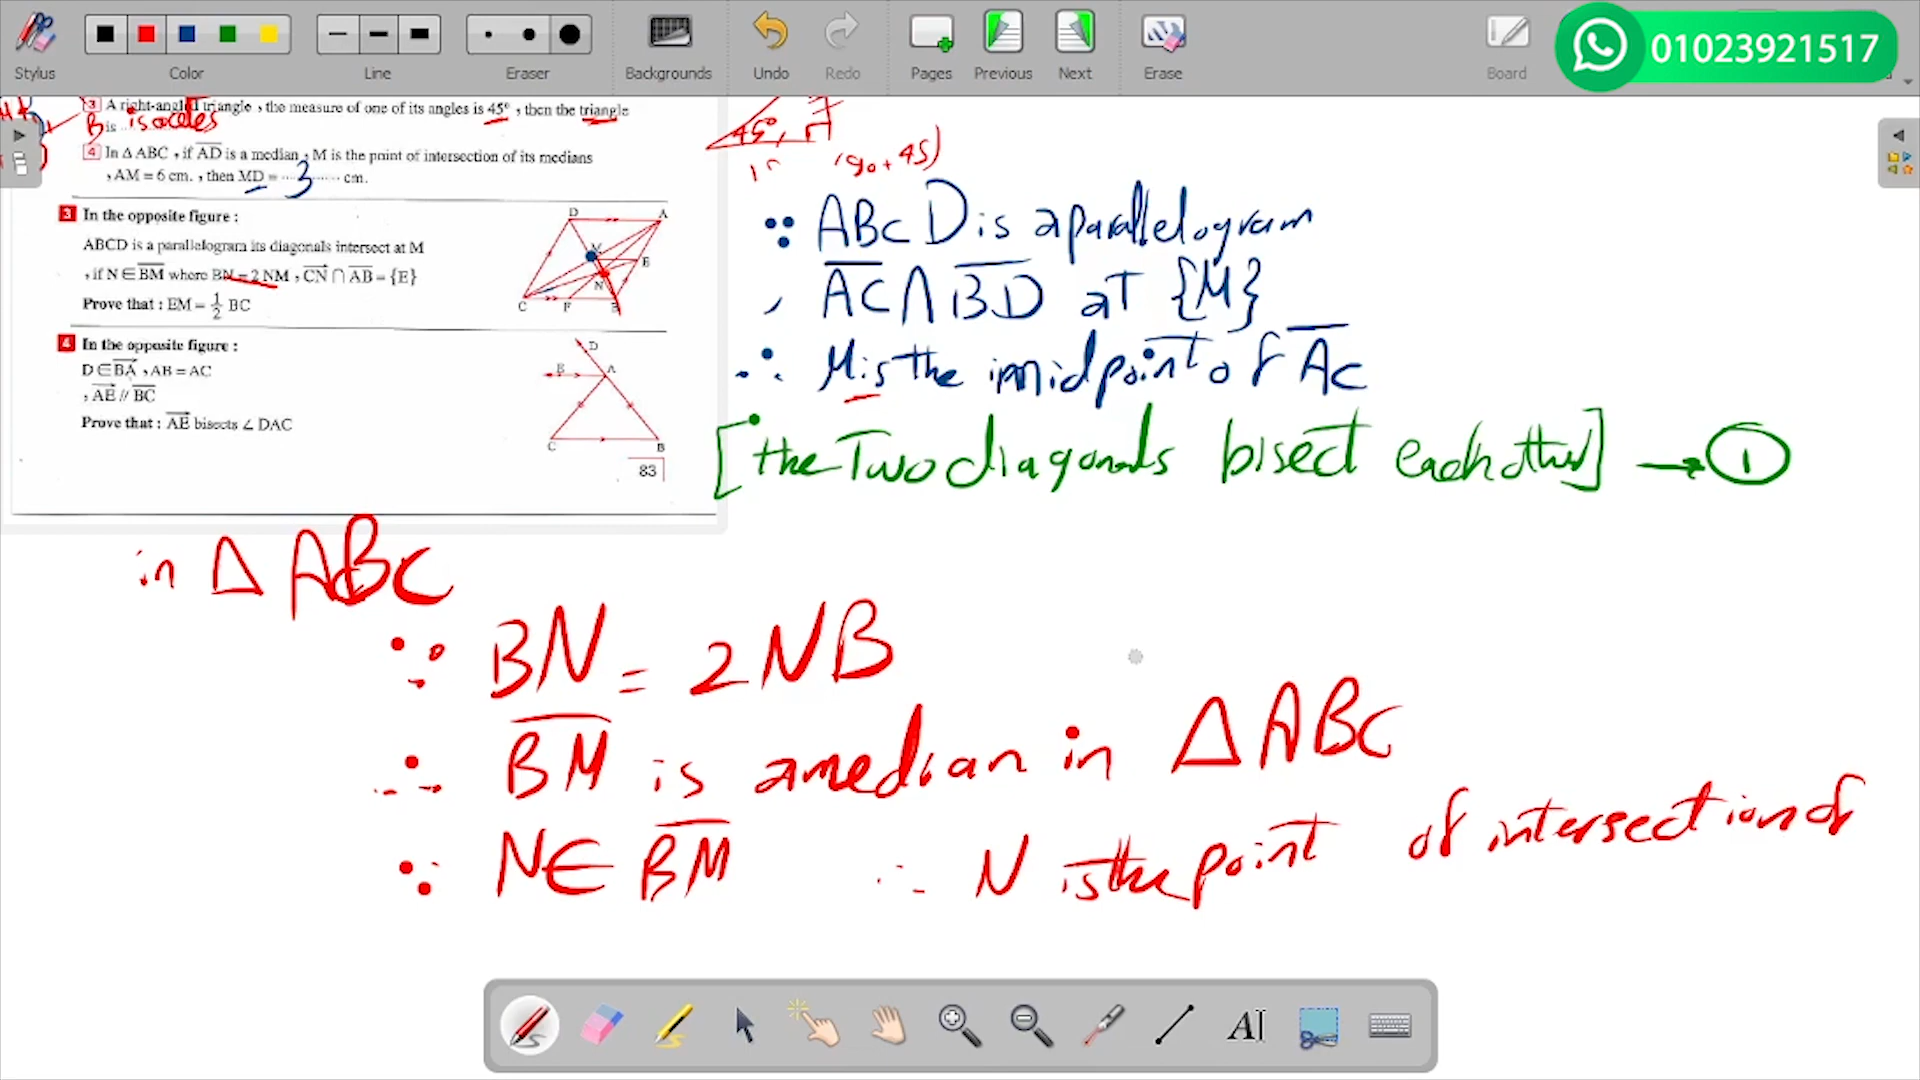 Stylus
Color
Line
Eraser
Backgrounds
Undo
Redo
Pages
Previous
Next
Erase
Board
01023921517
3 A right-angled triangle , the measure of one of its angles is 45° , then the triangle
is isosceles
4 In Δ ABC , if AD is a median , M is the point of intersection of its medians
, AM = 6 cm. , then MD = 3 cm.
3 In the opposite figure :
ABCD is a parallelogram its diagonals intersect at M
, if N ∈ BM where BN = 2 NM , CN ∩ AB = {E}
Prove that : EM = 1/2 BC
D A M E N C F B
4 In the opposite figure :
D ∈ BA , AB = AC
, AE // BC
Prove that : AE bisects ∠ DAC
D E A C B
83
45°
(90+45)
∵ ABCD is a parallelogram
, AC ∩ BD at {M}
∴ M is the midpoint of AC
[the Two diagonals bisect each other] → 1
in Δ ABC
∵ BN = 2NB
∴ BM is a median in Δ ABC
∵ N∈ BM ∴ N is the point of intersection of